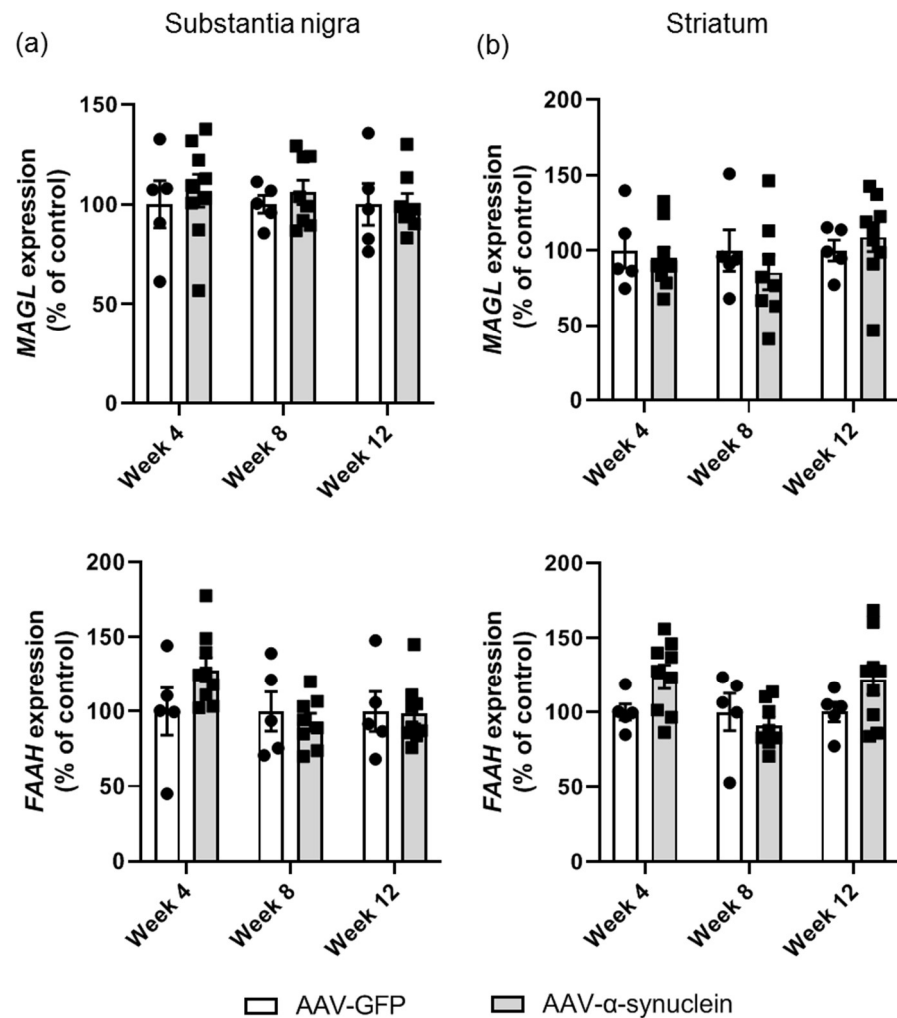 Substantia nigra
Striatum
(a)
(b)
MAGL expression
(% of control)
150
100
50
0
Week 4
Week 8
Week 12
MAGL expression
(% of control)
200
150
100
50
0
Week 4
Week 8
Week 12
FAAH expression
(% of control)
200
150
100
50
0
Week 4
Week 8
Week 12
FAAH expression
(% of control)
200
150
100
50
0
Week 4
Week 8
Week 12
AAV-GFP
AAV-α-synuclein